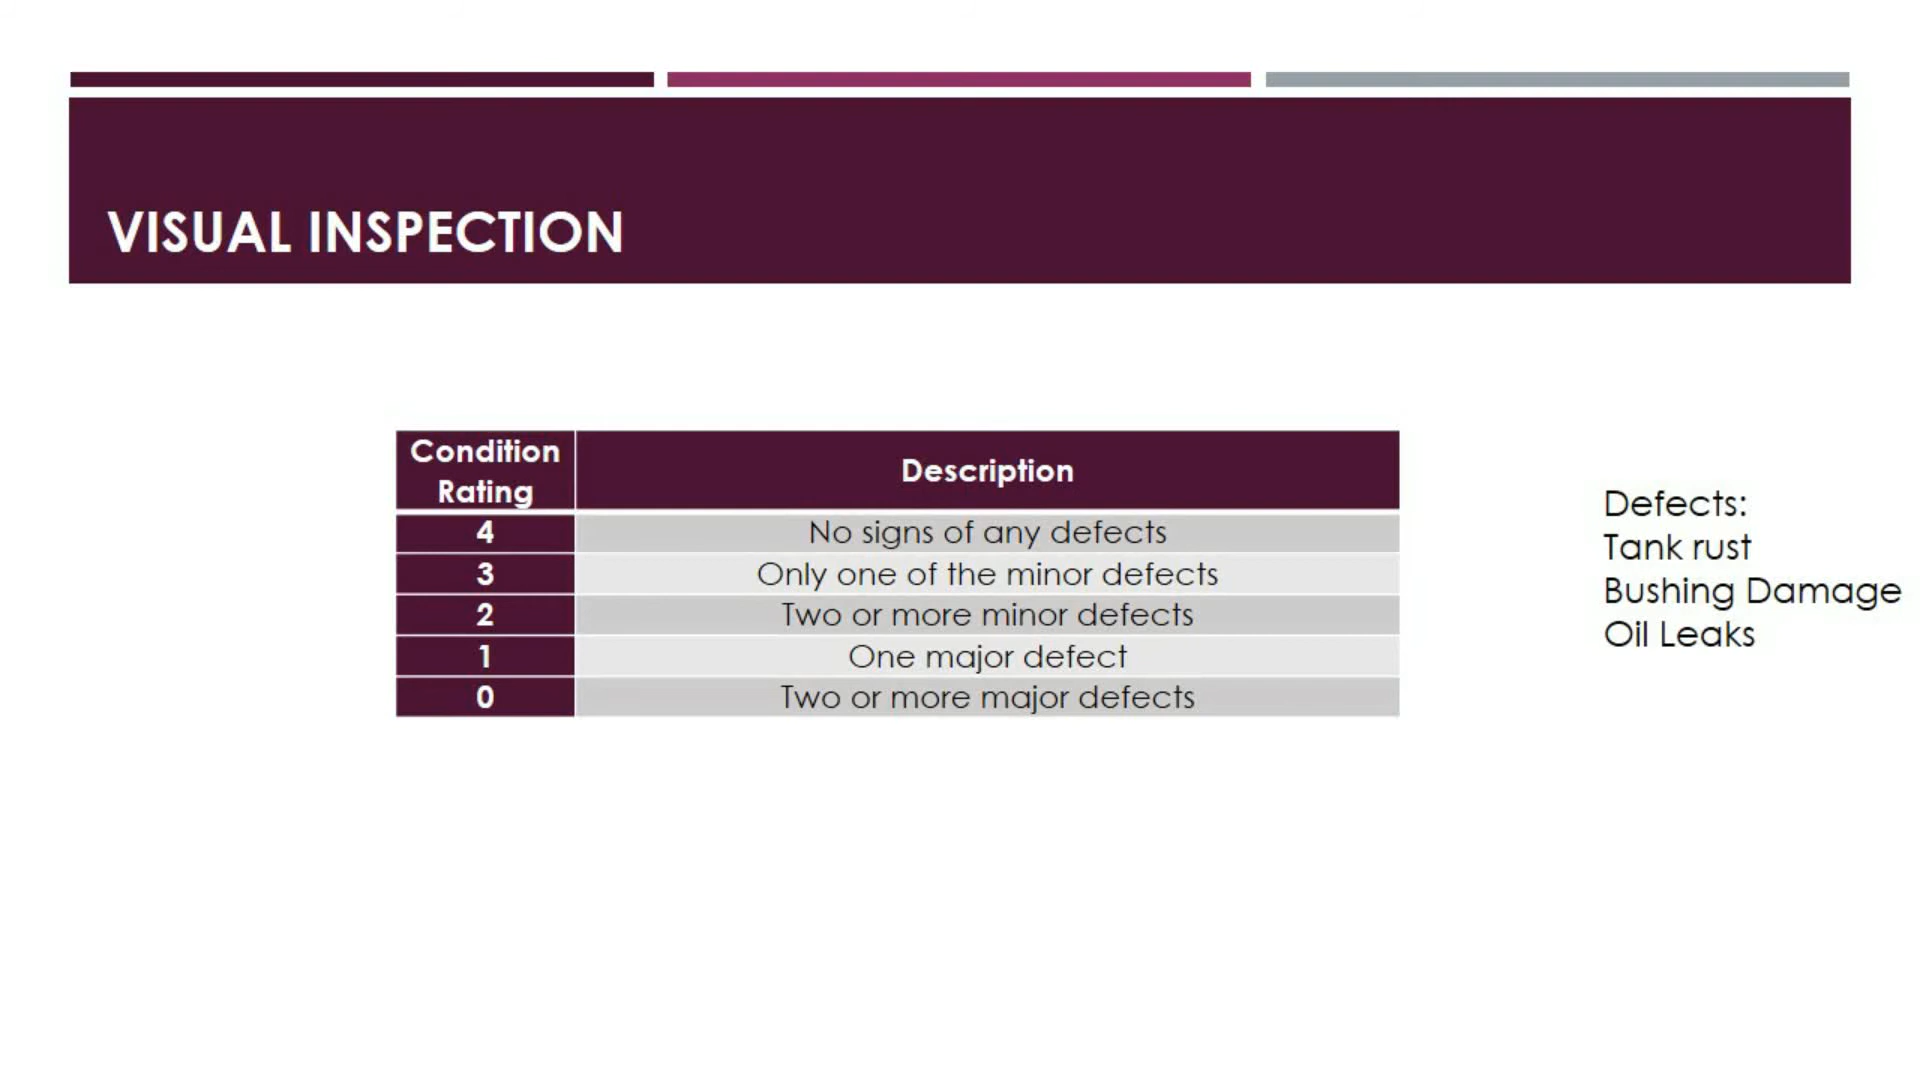 VISUAL INSPECTION
Condition
Rating
Description
4 No signs of any defects
3 Only one of the minor defects
2 Two or more minor defects
1 One major defect
0 Two or more major defects
Defects:
Tank rust
Bushing Damage
Oil Leaks